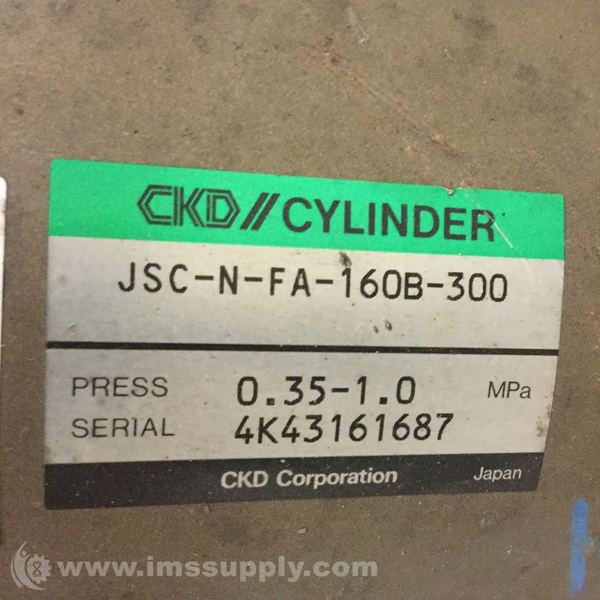 CKD//CYLINDER
JSC-N-FA-160B-300
PRESS 0.35-1.0 MPa
SERIAL 4K43161687
CKD Corporation Japan
www.imssupply.com